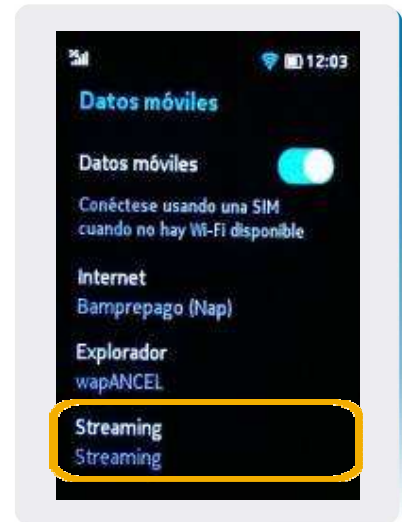 12:03
Datos móviles
Datos móviles
Conéctese usando una SIM
cuando no hay Wi-Fi disponible
Internet
Bamprepago (Nap)
Explorador
wapANCEL
Streaming
Streaming